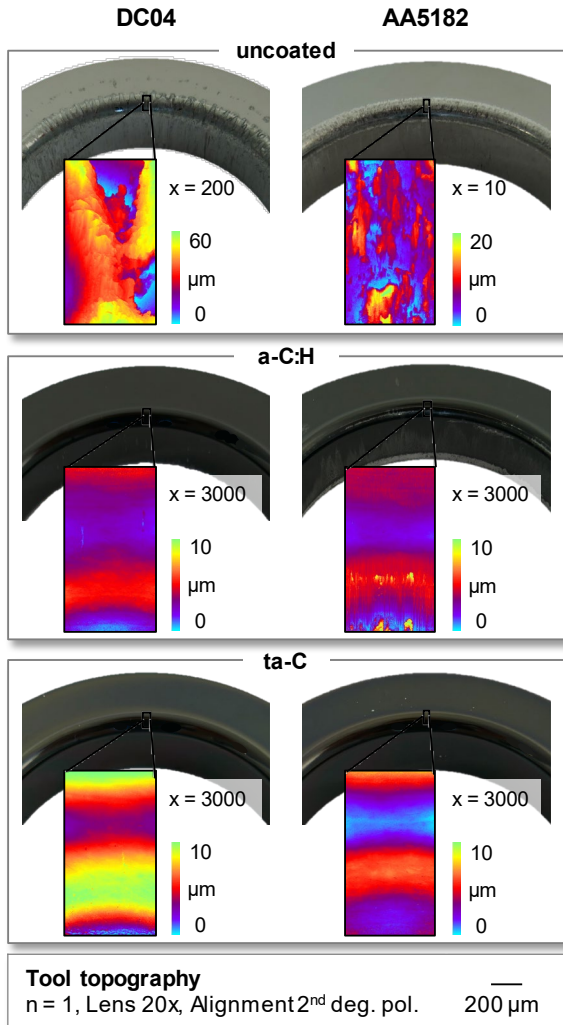 DC04 AA5182
uncoated
x = 200 x = 10
60 20
µm µm
0 0
a-C:H
x = 3000 x = 3000
10 10
µm µm
0 0
ta-C
x = 3000 x = 3000
10 10
µm µm
0 0
Tool topography
n = 1, Lens 20x, Alignment 2nd deg. pol. 200 µm